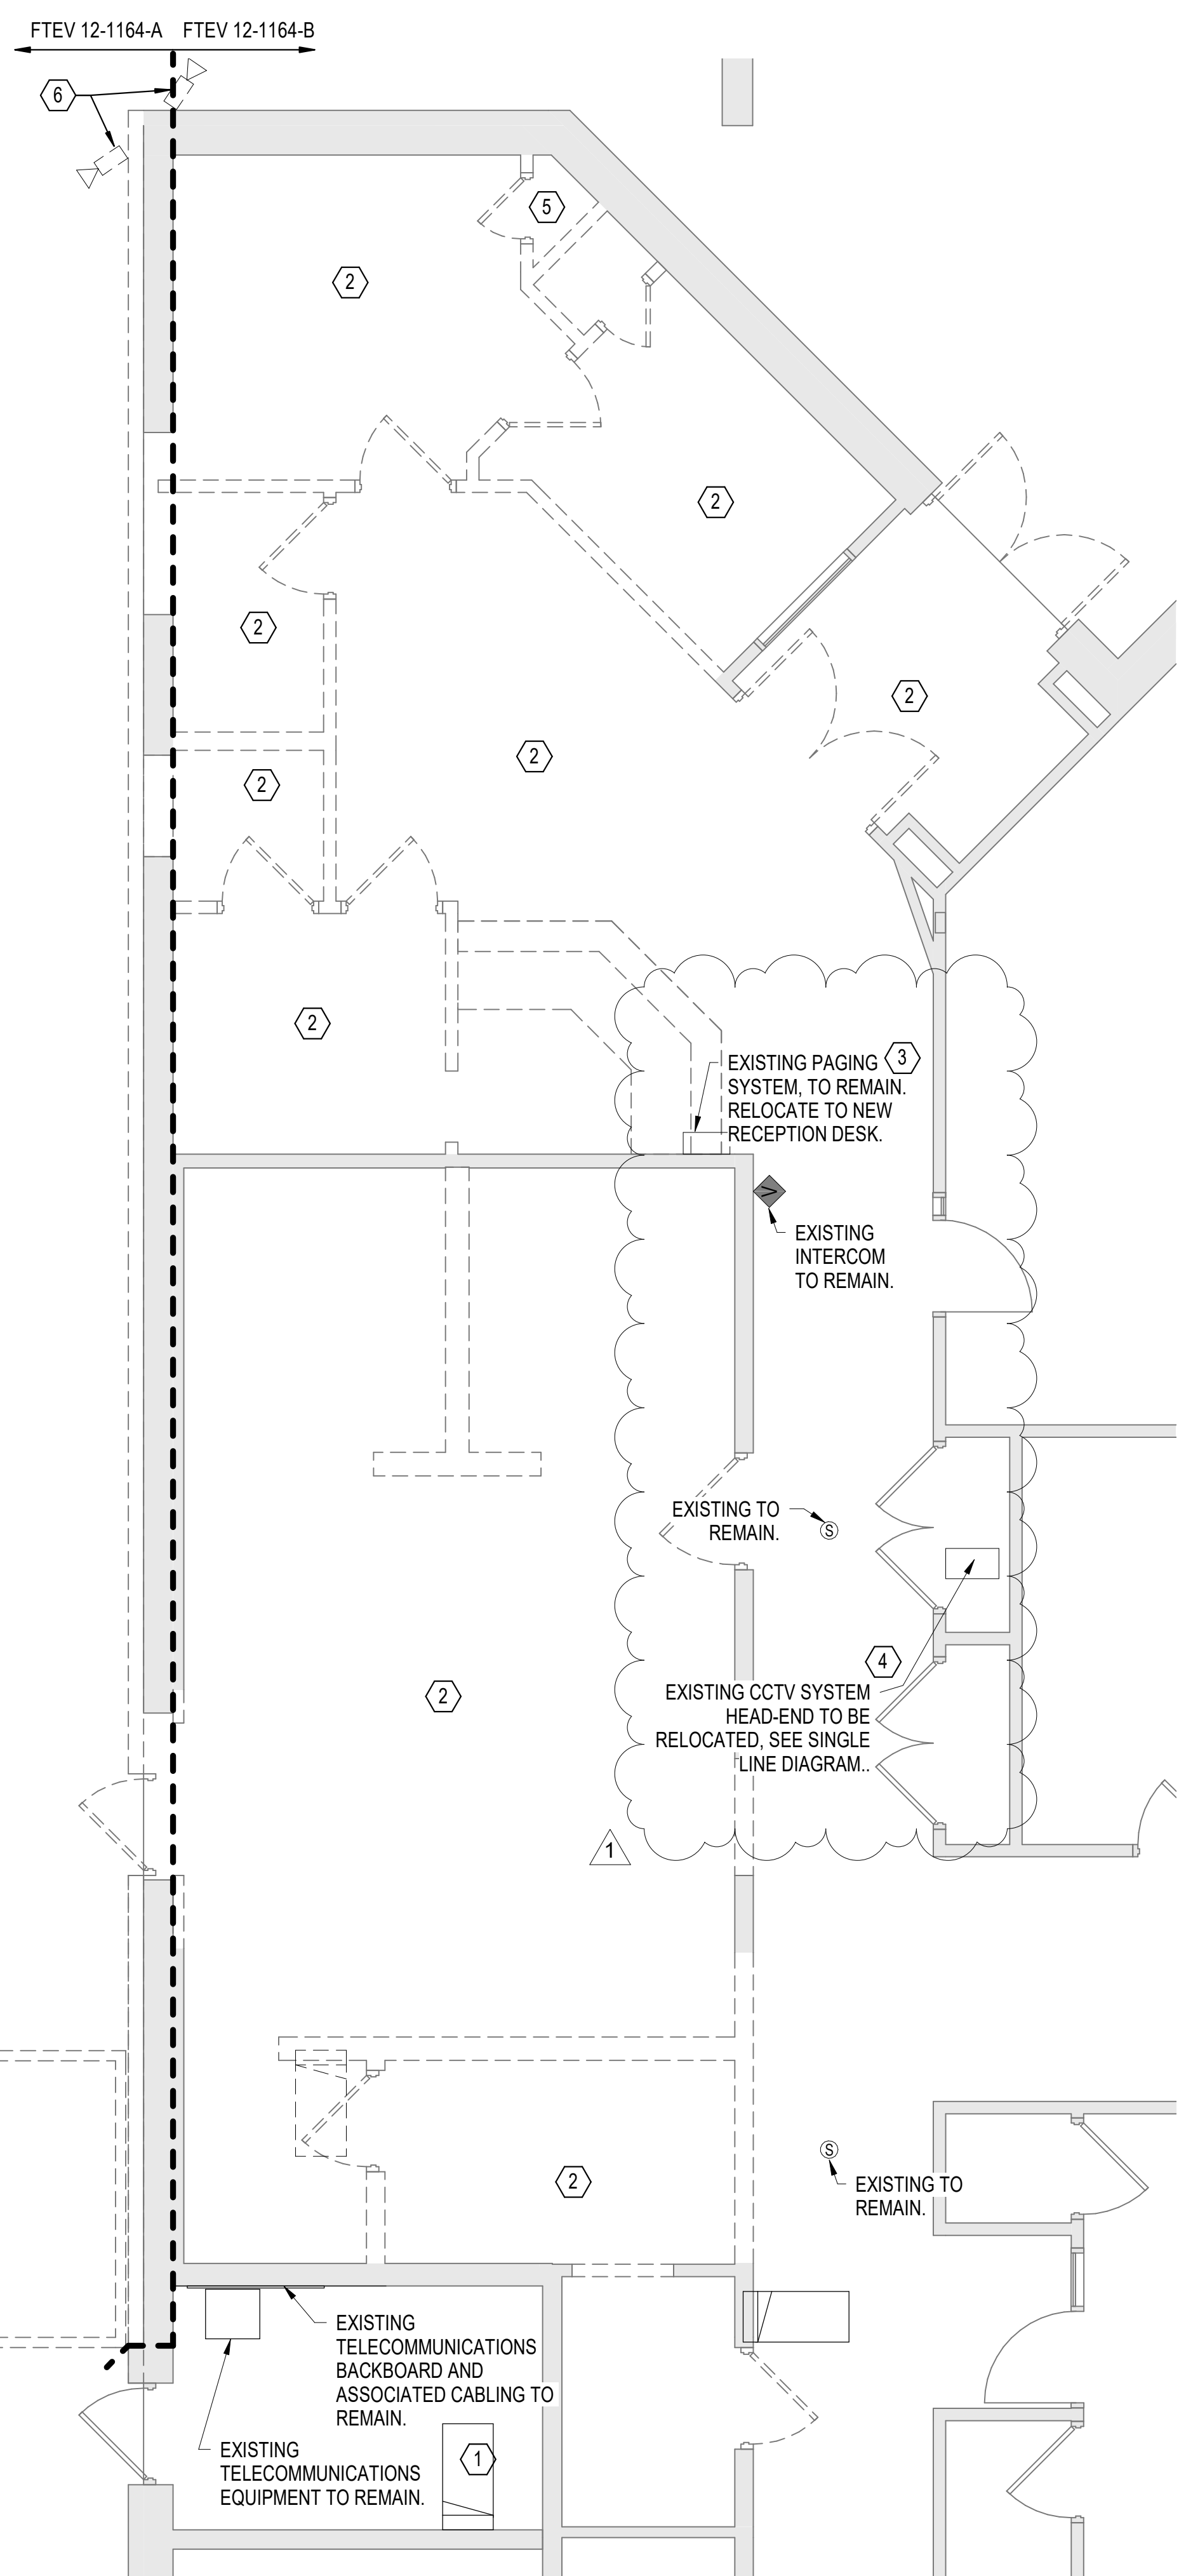 FTEV 12-1164-A
FTEV 12-1164-B
6
5
2
2
2
2
2
2
2
3
EXISTING PAGING
SYSTEM, TO REMAIN.
RELOCATE TO NEW
RECEPTION DESK.
V
EXISTING
INTERCOM
TO REMAIN.
EXISTING TO
REMAIN.
S
4
EXISTING CCTV SYSTEM
HEAD-END TO BE
RELOCATED, SEE SINGLE
LINE DIAGRAM..
2
1
S
EXISTING TO
REMAIN.
2
EXISTING
TELECOMMUNICATIONS
BACKBOARD AND
ASSOCIATED CABLING TO
REMAIN.
EXISTING
TELECOMMUNICATIONS
EQUIPMENT TO REMAIN.
1